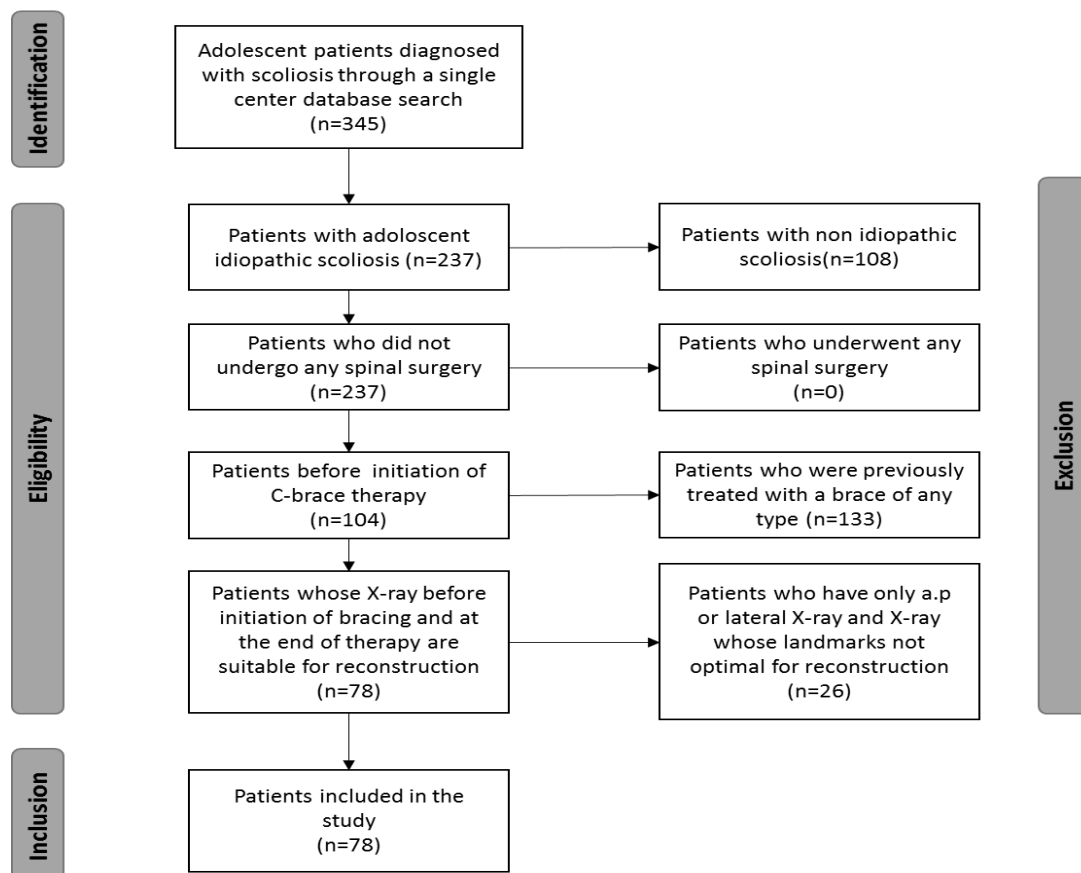 Identification
Adolescent patients diagnosed
with scoliosis through a single
center database search
(n=345)
Eligibility
Exclusion
Patients with adoloscent
idiopathic scoliosis (n=237)
Patients with non idiopathic
scoliosis(n=108)
Patients who did not
undergo any spinal surgery
(n=237)
Patients who underwent any
spinal surgery
(n=0)
Patients before initiation of
C-brace therapy
(n=104)
Patients who were previously
treated with a brace of any
type (n=133)
Patients whose X-ray before
initiation of bracing and at
the end of therapy are
suitable for reconstruction
(n=78)
Patients who have only a.p
or lateral X-ray and X-ray
whose landmarks not
optimal for reconstruction
(n=26)
Inclusion
Patients included in the
study
(n=78)